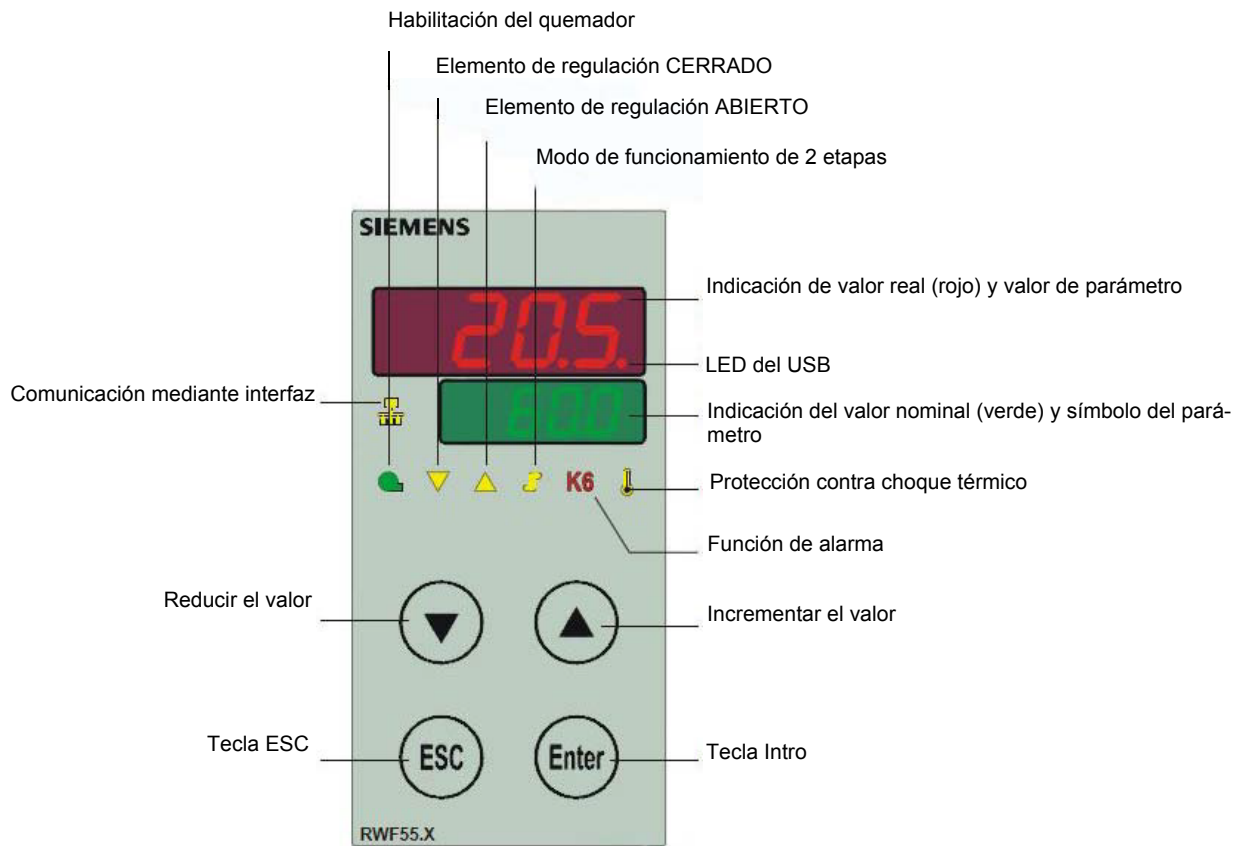 Habilitación del quemador
Elemento de regulación CERRADO
Elemento de regulación ABIERTO
Modo de funcionamiento de 2 etapas
SIEMENS
20.5.
Indicación de valor real (rojo) y valor de parámetro
LED del USB
Comunicación mediante interfaz
E0.0
Indicación del valor nominal (verde) y símbolo del pará-
metro
K6
Protección contra choque térmico
Función de alarma
Reducir el valor
Incrementar el valor
Tecla ESC
ESC
Enter
Tecla Intro
RWF55.X